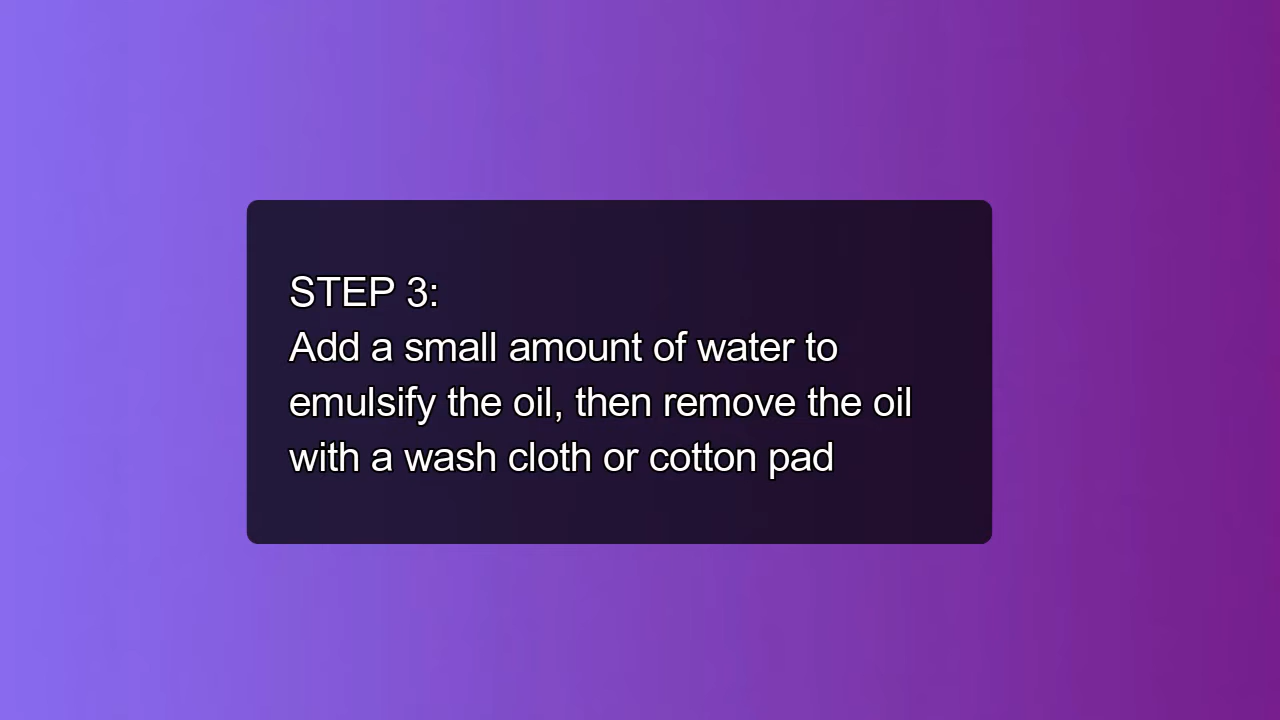 STEP 3:
Add a small amount of water to
emulsify the oil, then remove the oil
with a wash cloth or cotton pad